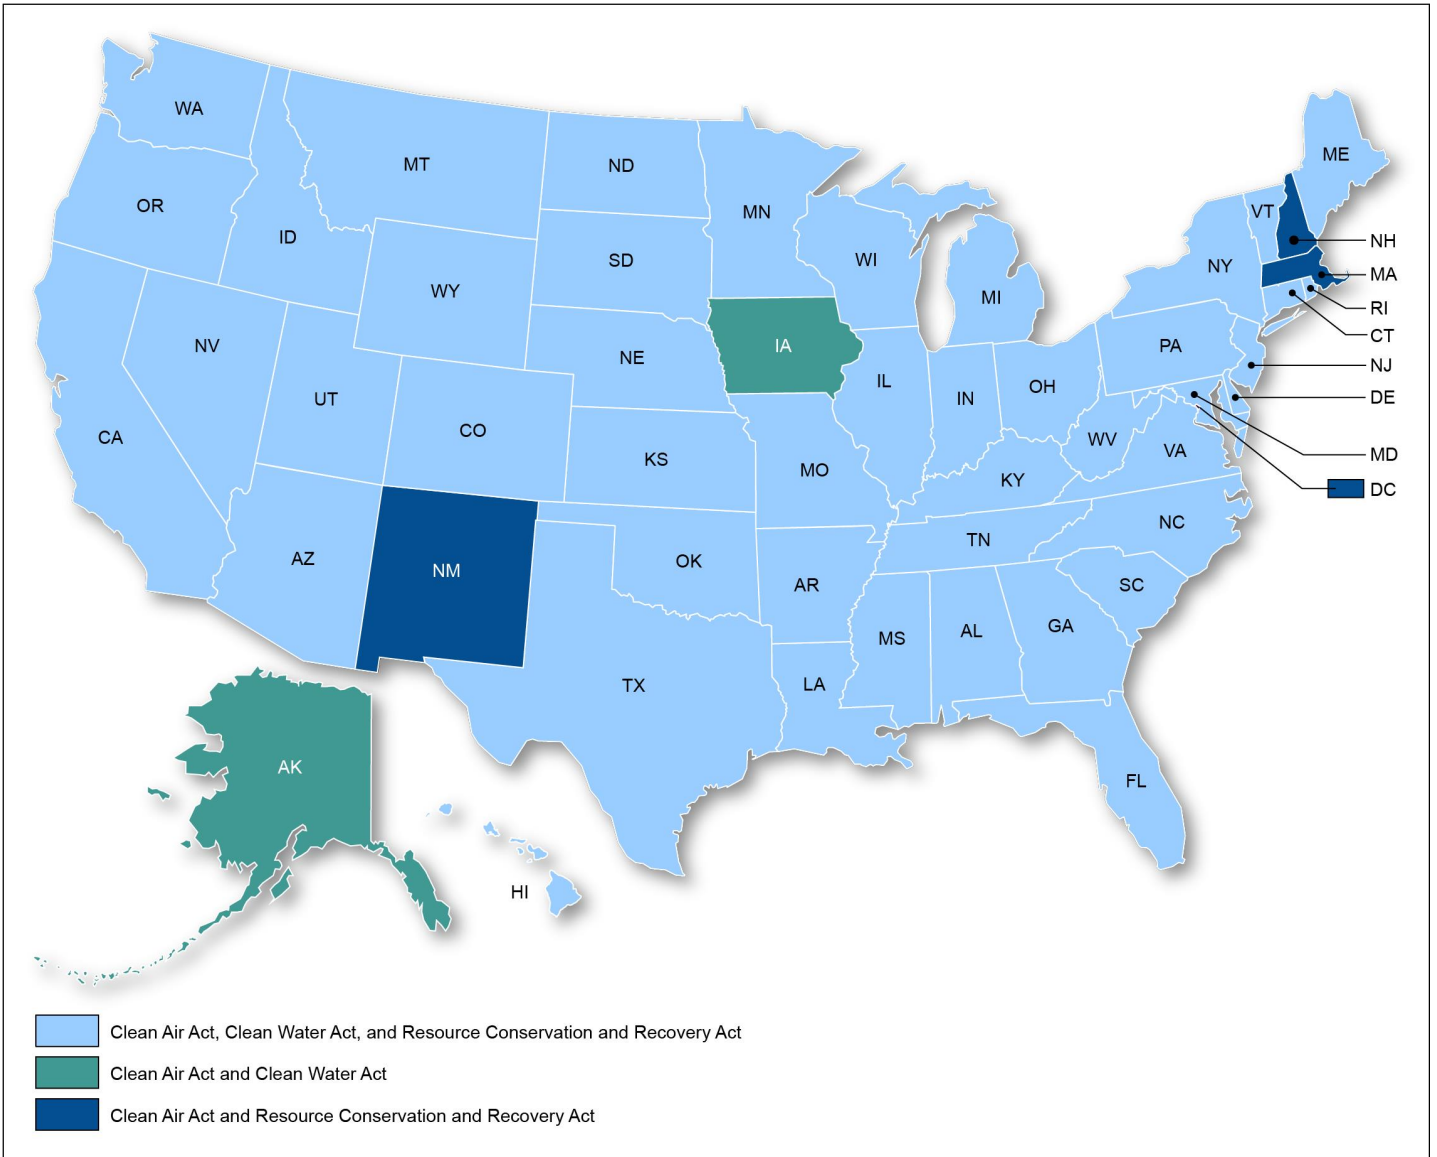 WA
MT
ND
ME
OR
MN
VT
ID
NH
SD
WI
NY
MA
WY
MI
RI
CT
NV
NE
IA
PA
NJ
UT
IL
IN
OH
DE
CA
CO
WV
VA
MD
KS
MO
KY
DC
NC
TN
AZ
NM
OK
AR
SC
MS
AL
GA
TX
LA
AK
FL
HI
Clean Air Act, Clean Water Act, and Resource Conservation and Recovery Act
Clean Air Act and Clean Water Act
Clean Air Act and Resource Conservation and Recovery Act